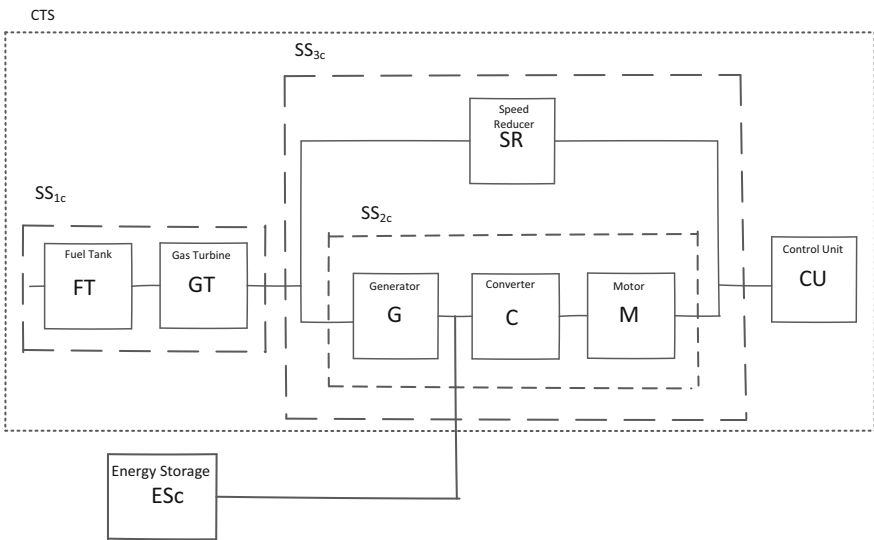 CTS
SS3c
Speed
Reducer
SR
SS1c
SS2c
Fuel Tank
FT
Gas Turbine
GT
Generator
G
Converter
C
Motor
M
Control Unit
CU
Energy Storage
ESc